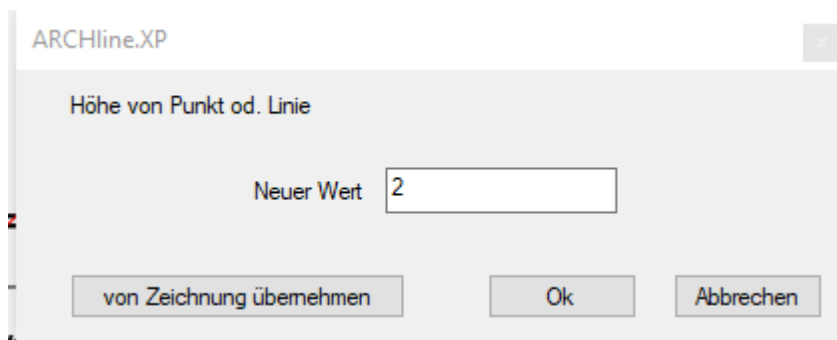 ARCHline.XP
Höhe von Punkt od. Linie
Neuer Wert 2
von Zeichnung übernehmen Ok Abbrechen